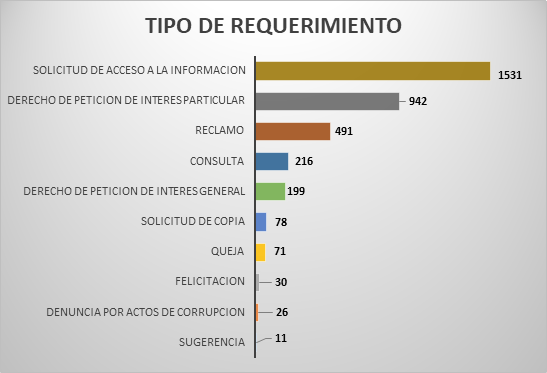 TIPO DE REQUERIMIENTO
SOLICITUD DE ACCESO A LA INFORMACION 1531
DERECHO DE PETICION DE INTERES PARTICULAR 942
RECLAMO 491
CONSULTA 216
DERECHO DE PETICION DE INTERES GENERAL 199
SOLICITUD DE COPIA 78
QUEJA 71
FELICITACION 30
DENUNCIA POR ACTOS DE CORRUPCION 26
SUGERENCIA 11